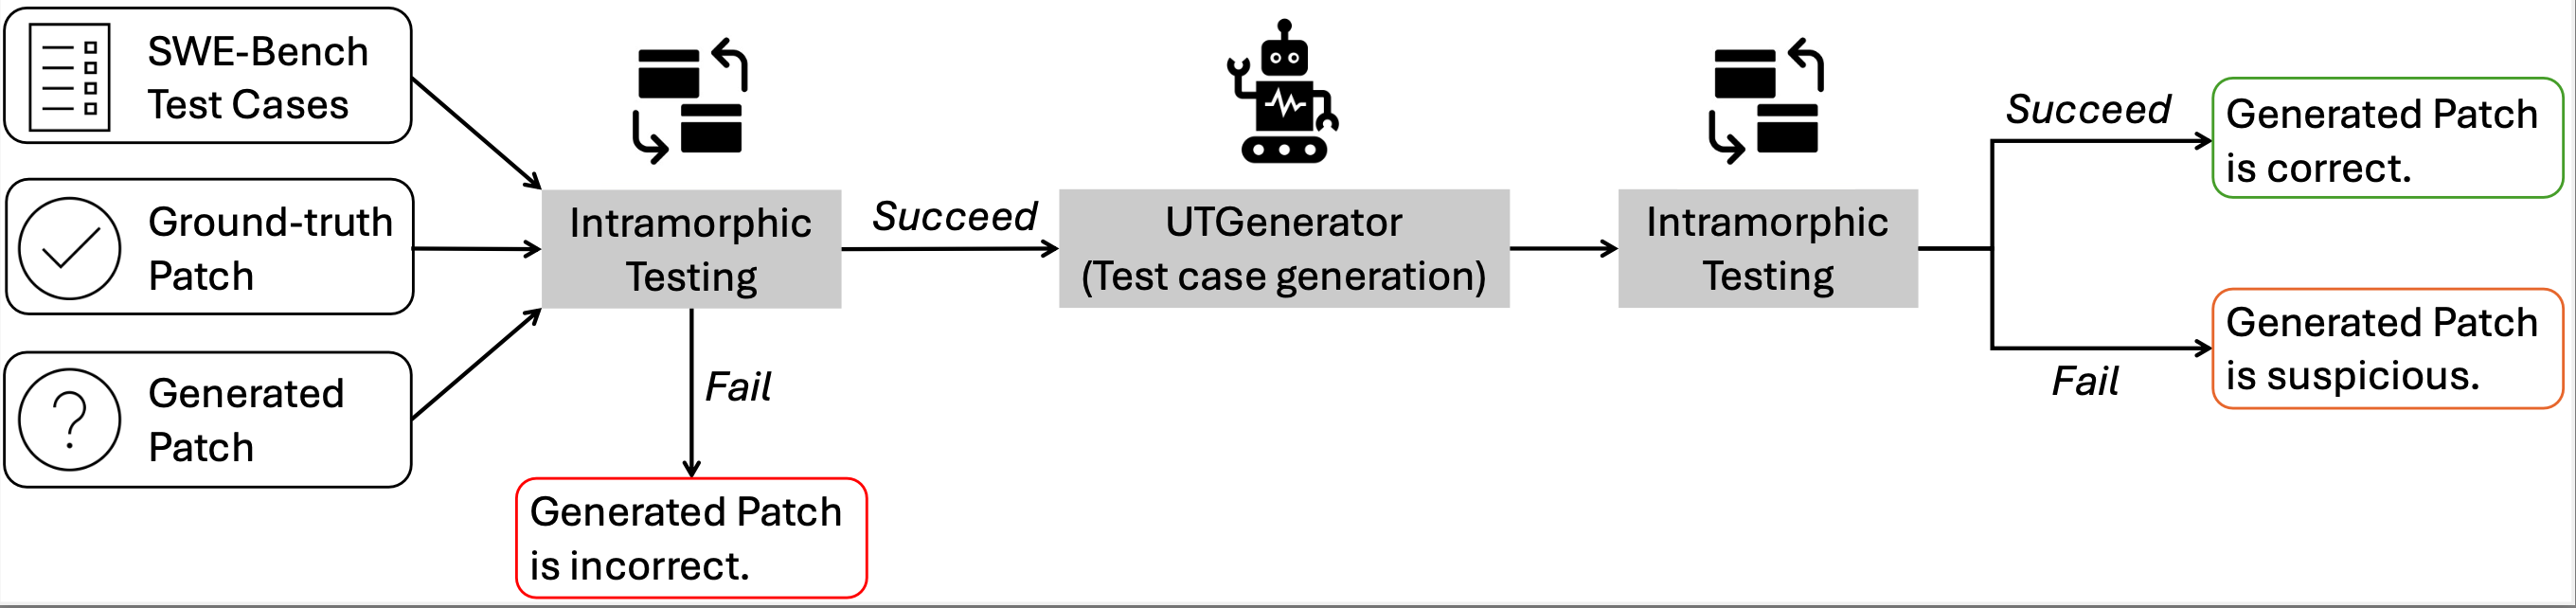 SWE-Bench
Test Cases
Ground-truth
Patch
Generated
Patch
Intramorphic
Testing
Succeed
Fail
Generated Patch
is incorrect.
UTGenerator
(Test case generation)
Intramorphic
Testing
Succeed
Generated Patch
is correct.
Fail
Generated Patch
is suspicious.